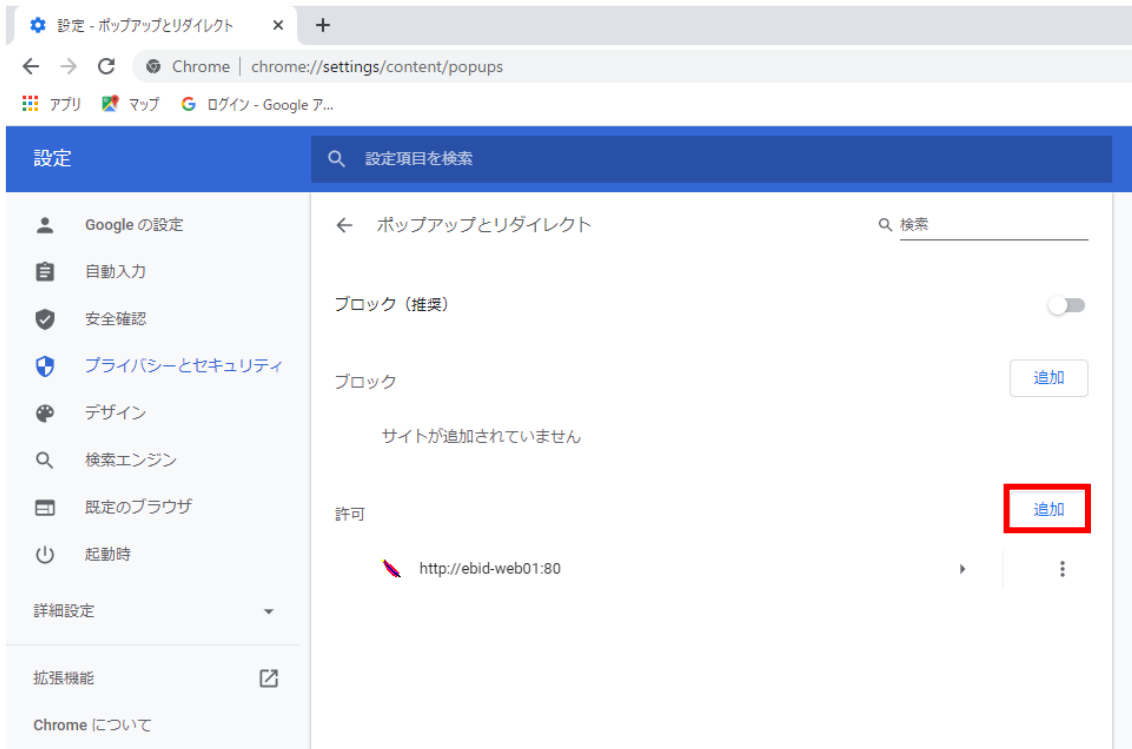 設定 - ポップアップとリダイレクト
Chrome | chrome://settings/content/popups
アプリ マップ ログイン - Google ア...
設定
設定項目を検索
Google の設定
自動入力
安全確認
プライバシーとセキュリティ
デザイン
検索エンジン
既定のブラウザ
起動時
詳細設定
拡張機能
Chrome について
ポップアップとリダイレクト
検索
ブロック（推奨）
ブロック
追加
サイトが追加されていません
許可
追加
http://ebid-web01:80